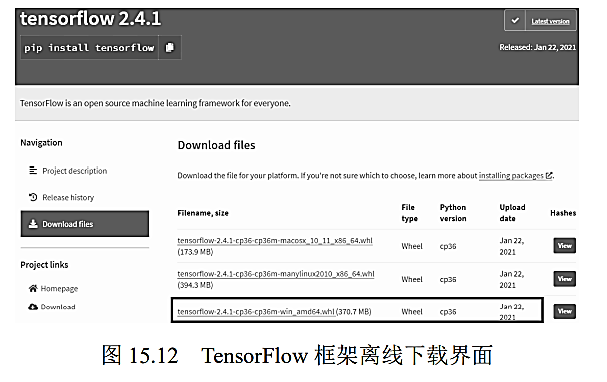 tensorflow 2.4.1
pip install tensorflow
Latest version
Released: Jan 22, 2021
TensorFlow is an open source machine learning framework for everyone.
Navigation
Project description
Release history
Download files
Project links
Homepage
Download
Download files
Download the file for your platform. If you're not sure which to choose, learn more about installing packages.
Filename, size File type Python version Upload date Hashes
tensorflow-2.4.1-cp36-cp36m-macosx_10_11_x86_64.whl (173.9 MB) Wheel cp36 Jan 22, 2021 View
tensorflow-2.4.1-cp36-cp36m-manylinux2010_x86_64.whl (394.3 MB) Wheel cp36 Jan 22, 2021 View
tensorflow-2.4.1-cp36-cp36m-win_amd64.whl (370.7 MB) Wheel cp36 Jan 22, 2021 View
图 15.12 TensorFlow 框架离线下载界面